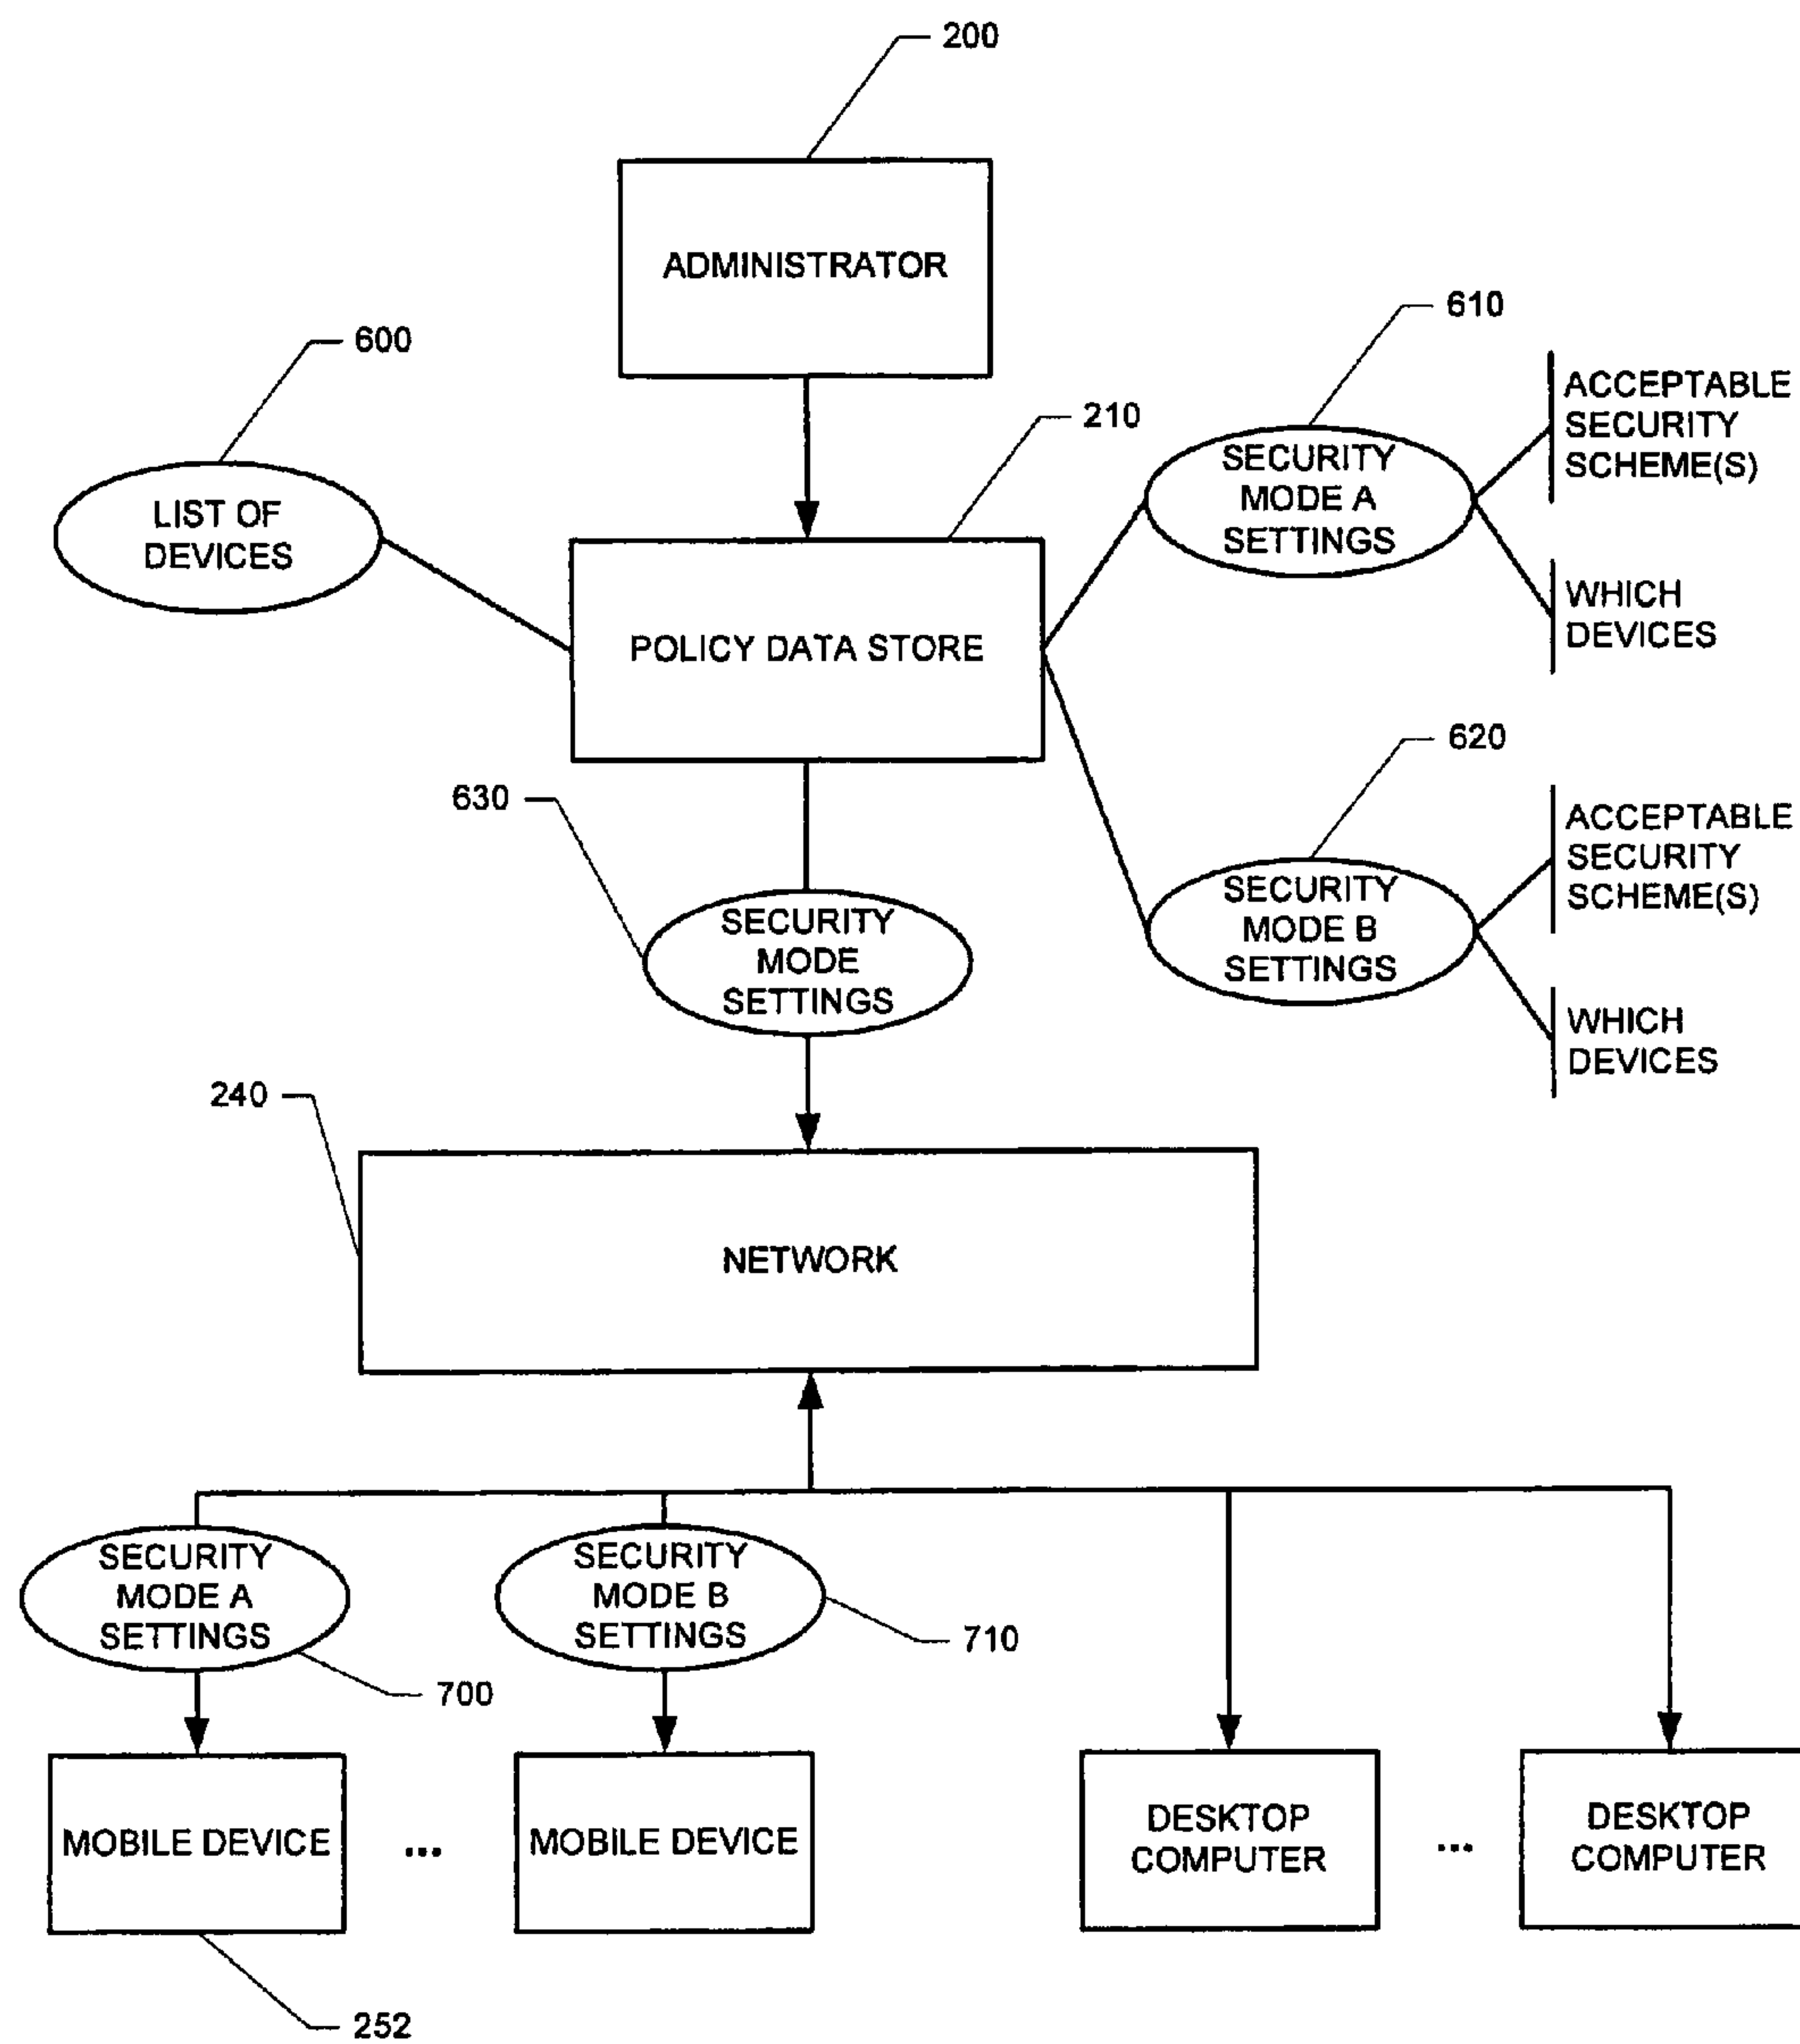 200
ADMINISTRATOR
600
LIST OF
DEVICES
210
POLICY DATA STORE
610
SECURITY
MODE A
SETTINGS
ACCEPTABLE
SECURITY
SCHEME(S)
WHICH
DEVICES
620
SECURITY
MODE B
SETTINGS
ACCEPTABLE
SECURITY
SCHEME(S)
WHICH
DEVICES
630
SECURITY
MODE
SETTINGS
240
NETWORK
SECURITY
MODE A
SETTINGS
700
SECURITY
MODE B
SETTINGS
710
MOBILE DEVICE
...
MOBILE DEVICE
DESKTOP
COMPUTER
...
DESKTOP
COMPUTER
252